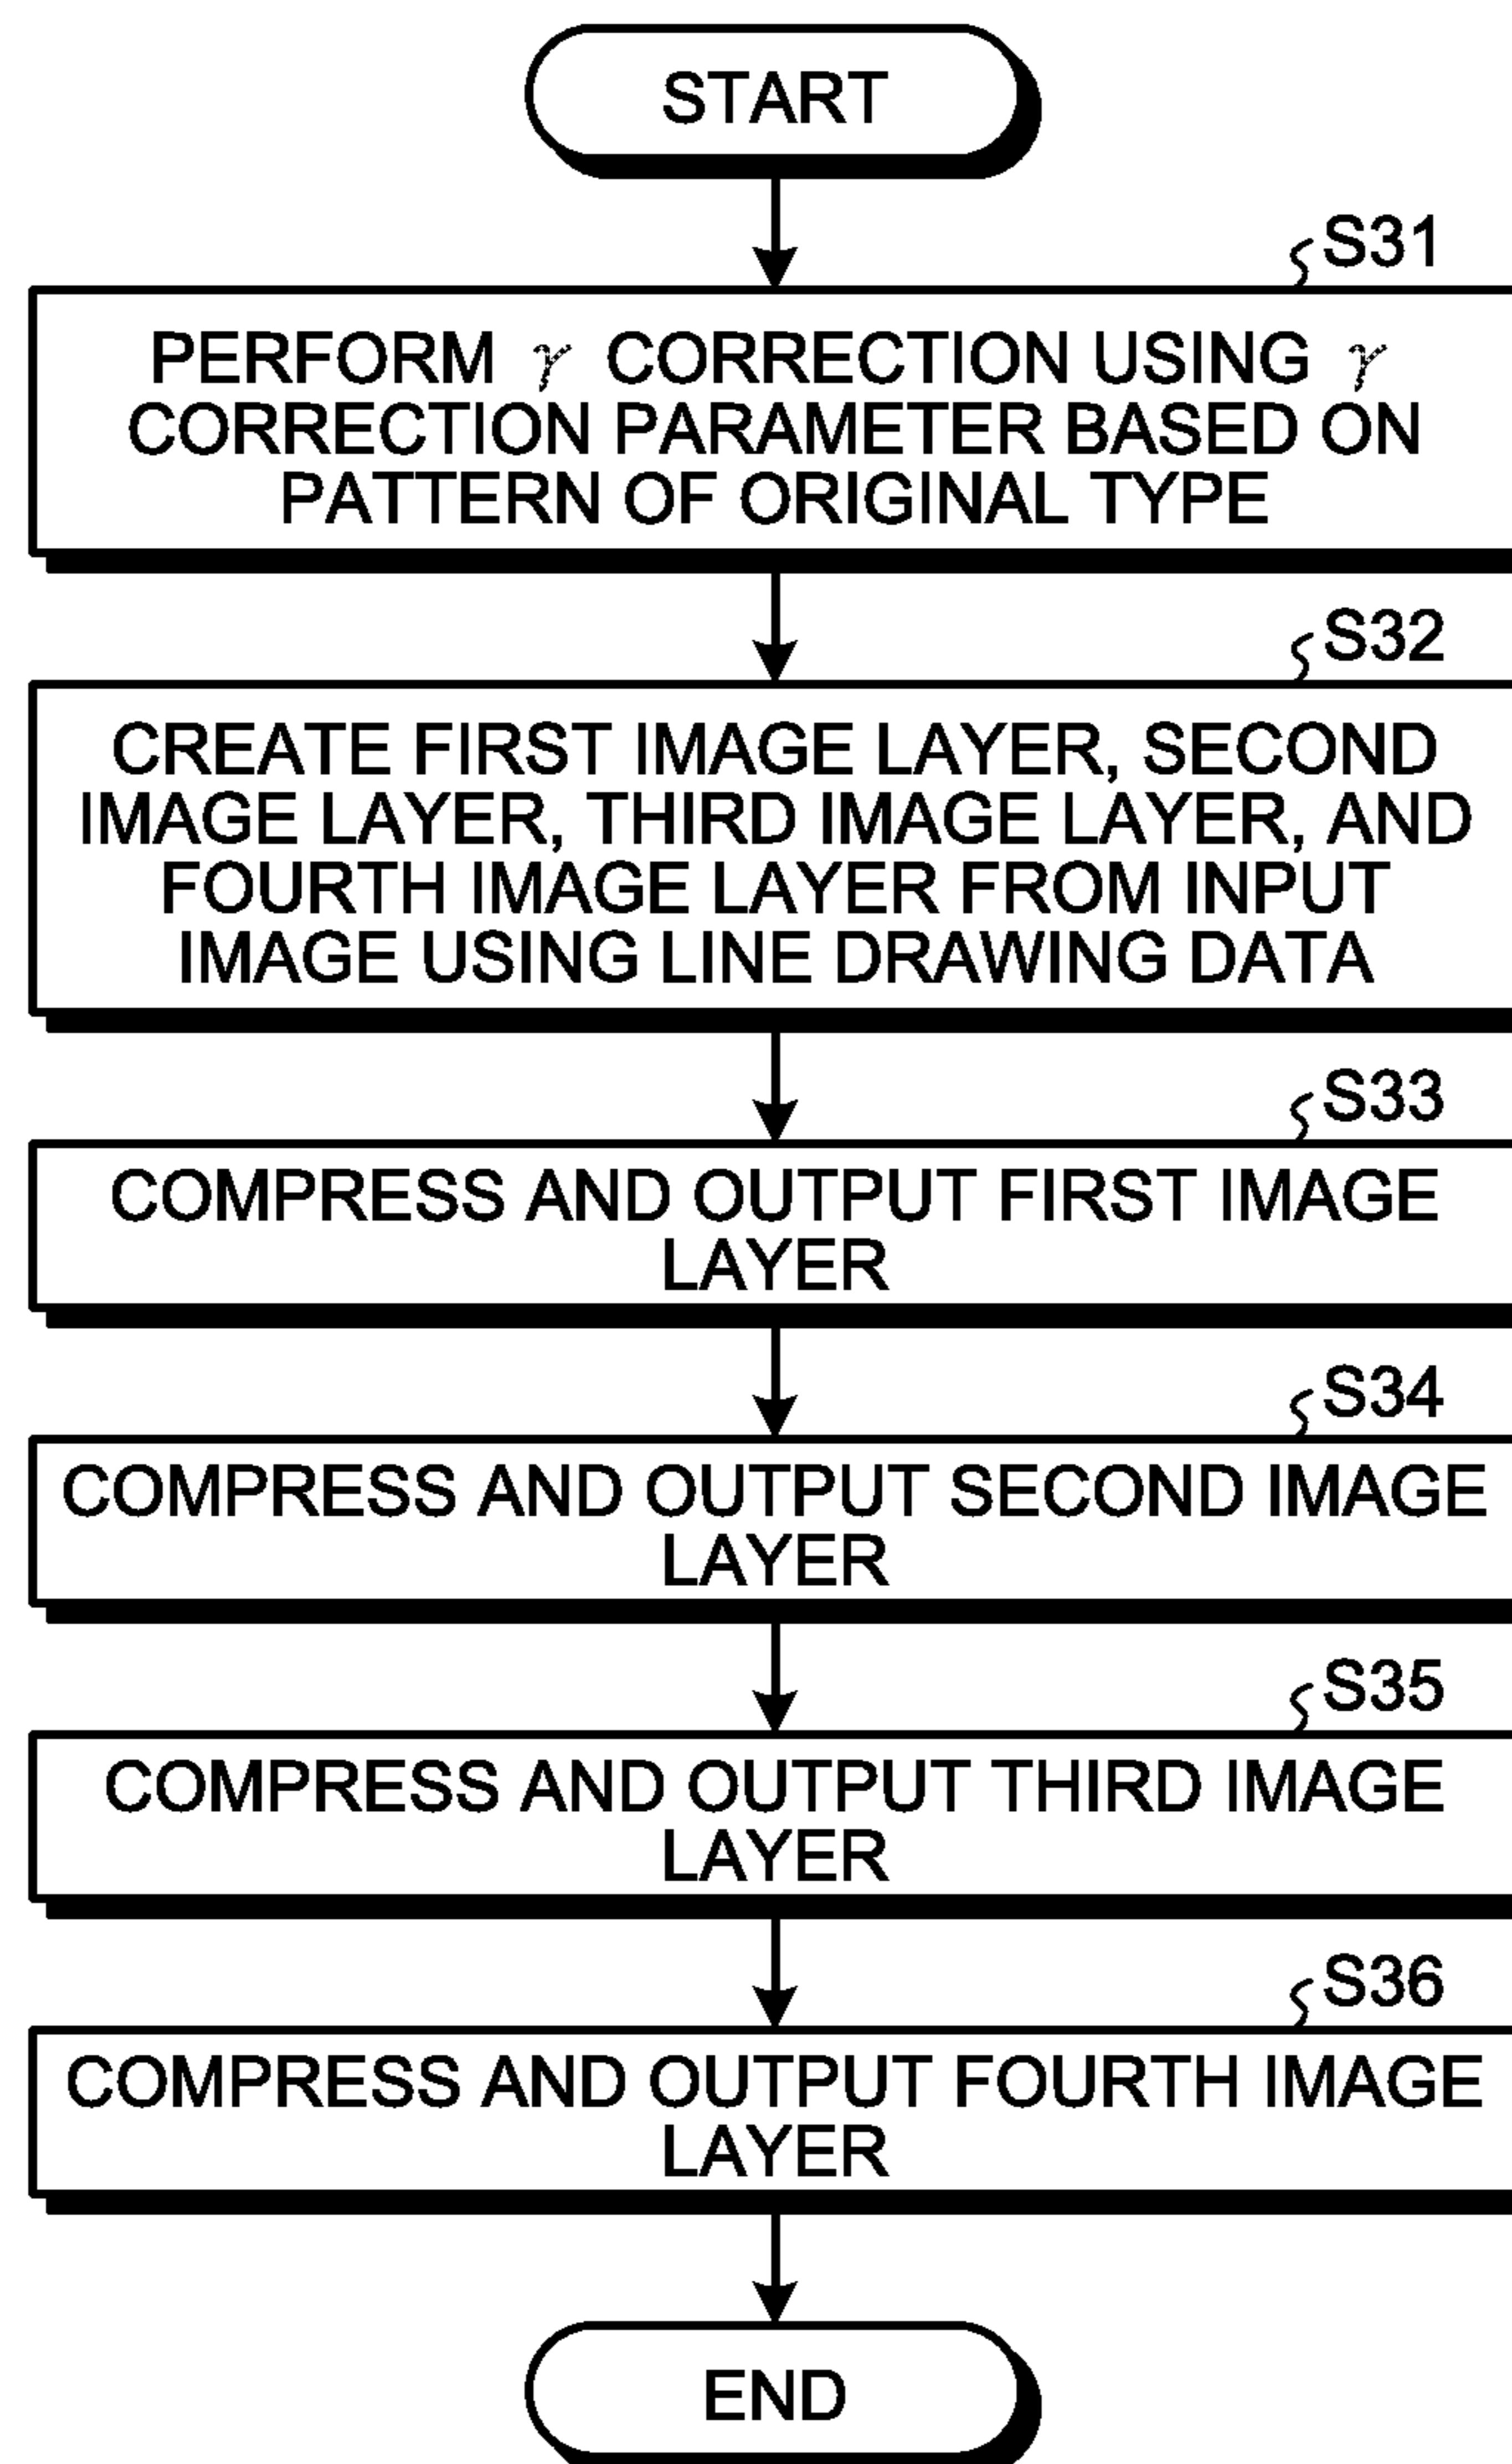 START
S31
PERFORM γ CORRECTION USING γ
CORRECTION PARAMETER BASED ON
PATTERN OF ORIGINAL TYPE
S32
CREATE FIRST IMAGE LAYER, SECOND
IMAGE LAYER, THIRD IMAGE LAYER, AND
FOURTH IMAGE LAYER FROM INPUT
IMAGE USING LINE DRAWING DATA
S33
COMPRESS AND OUTPUT FIRST IMAGE
LAYER
S34
COMPRESS AND OUTPUT SECOND IMAGE
LAYER
S35
COMPRESS AND OUTPUT THIRD IMAGE
LAYER
S36
COMPRESS AND OUTPUT FOURTH IMAGE
LAYER
END